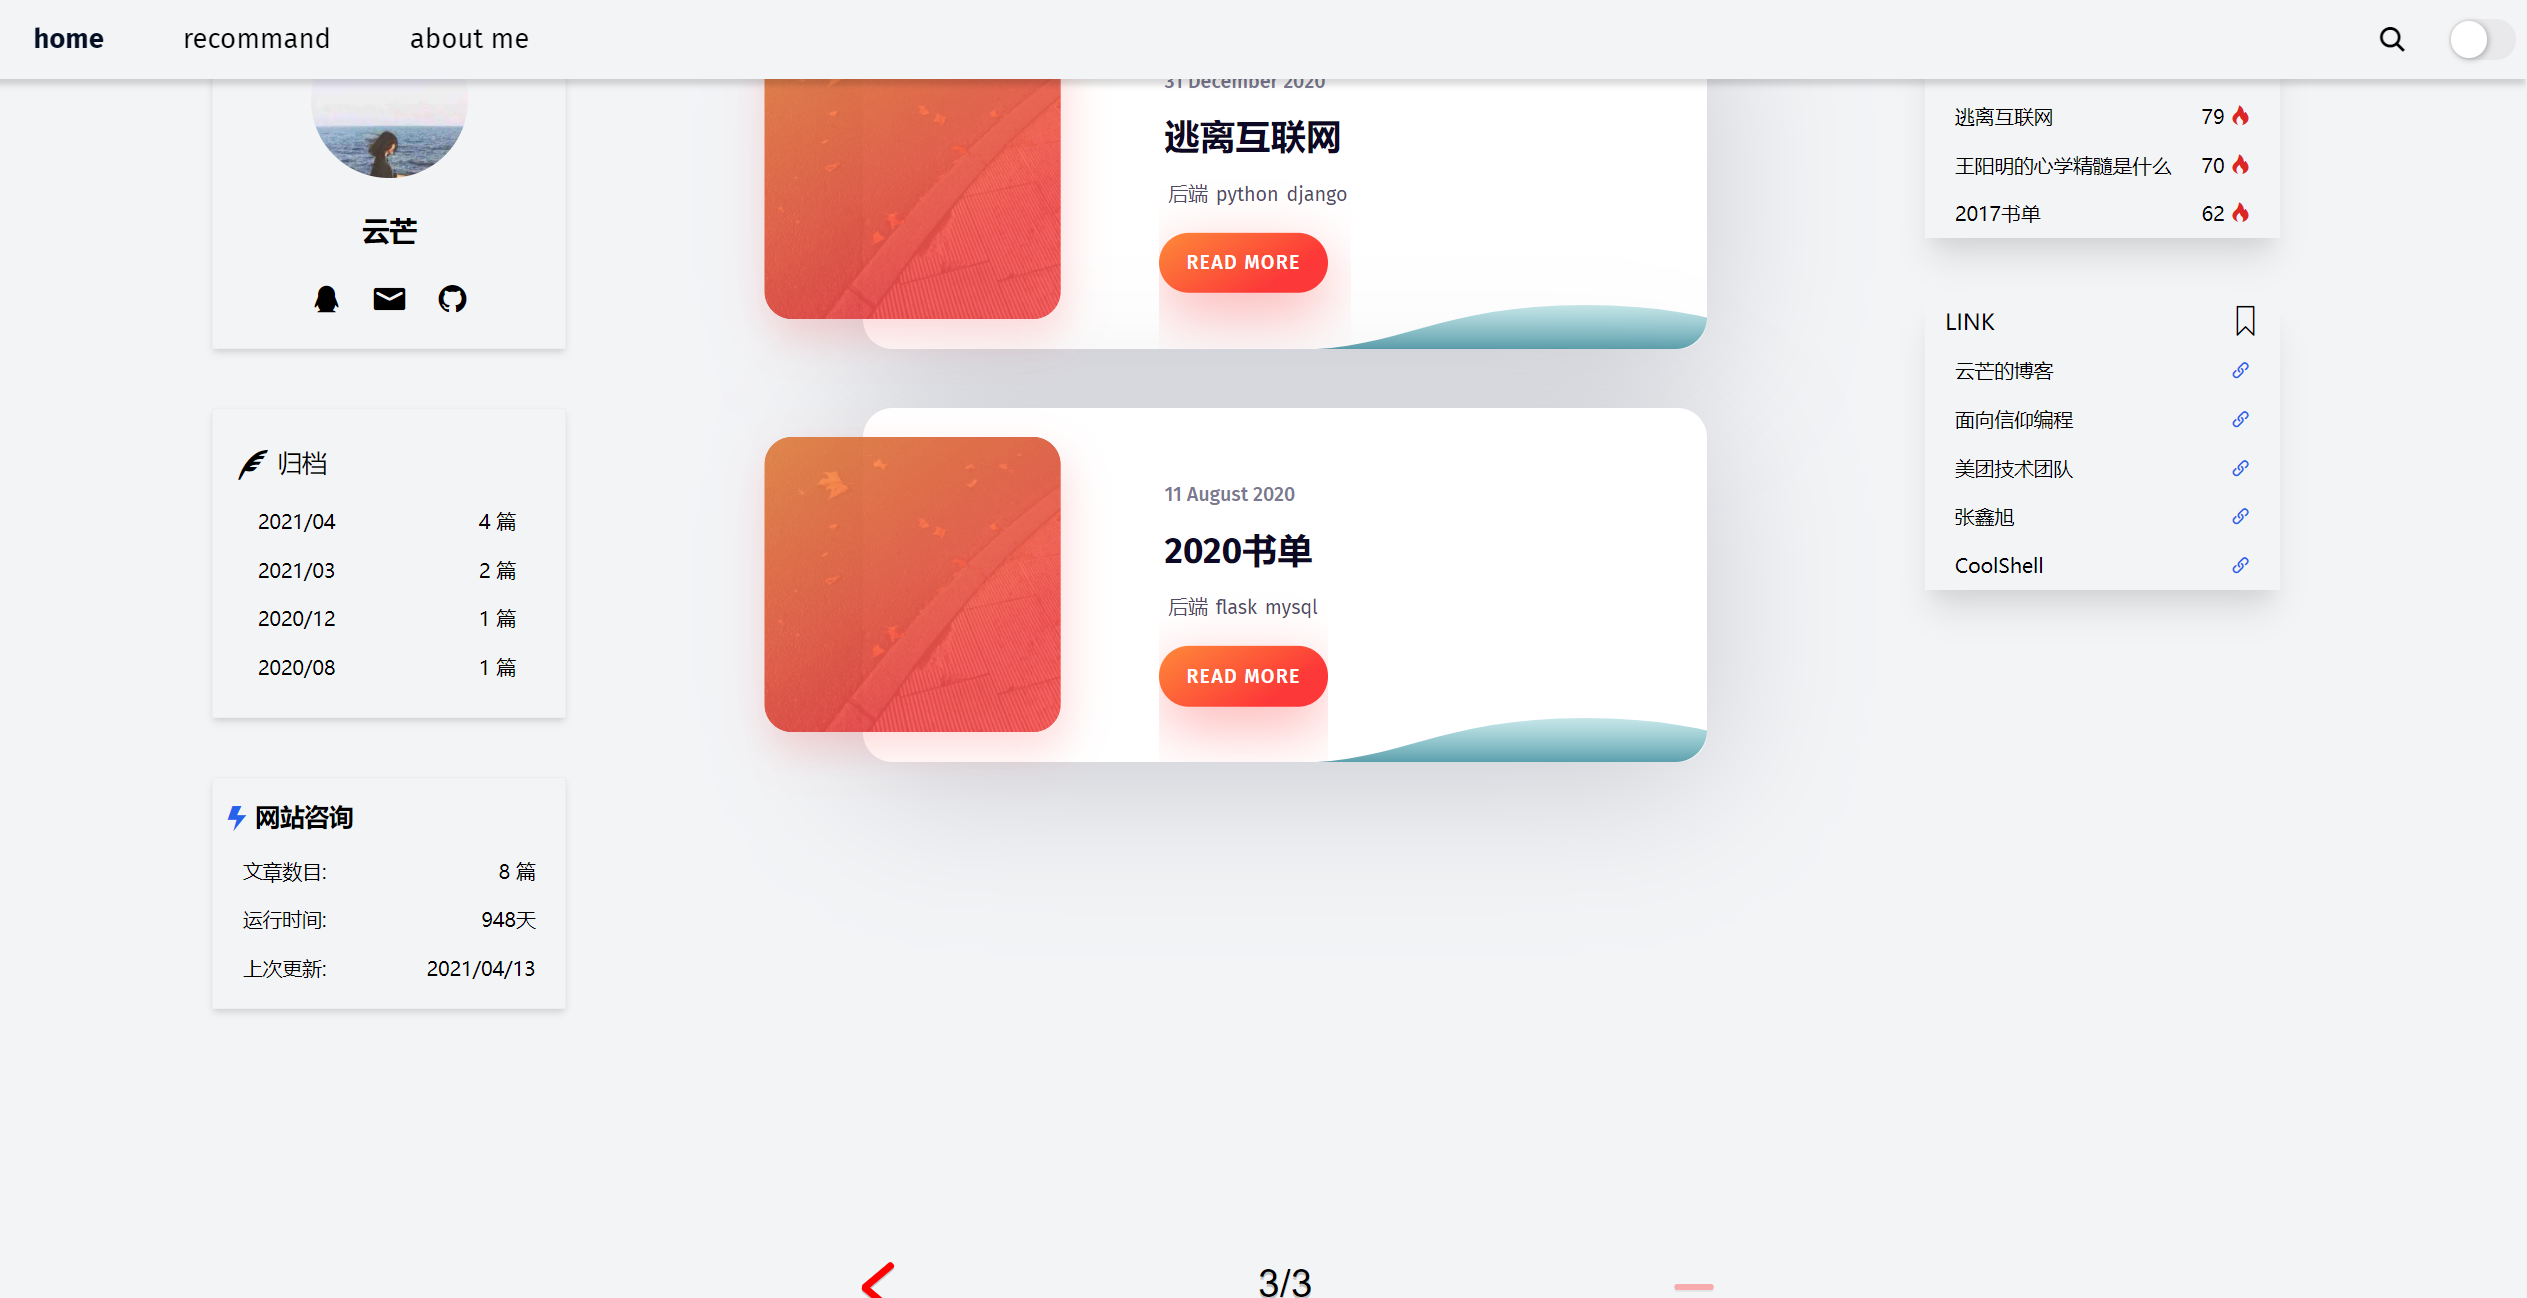 home recommand about me
云芒
归档
2021/04 4 篇
2021/03 2 篇
2020/12 1 篇
2020/08 1 篇
网站咨询
文章数目: 8 篇
运行时间: 948天
上次更新: 2021/04/13
31 December 2020
逃离互联网
后端 python django
READ MORE
11 August 2020
2020书单
后端 flask mysql
READ MORE
3/3
逃离互联网 79
王阳明的心学精髓是什么 70
2017书单 62
LINK
云芒的博客
面向信仰编程
美团技术团队
张鑫旭
CoolShell